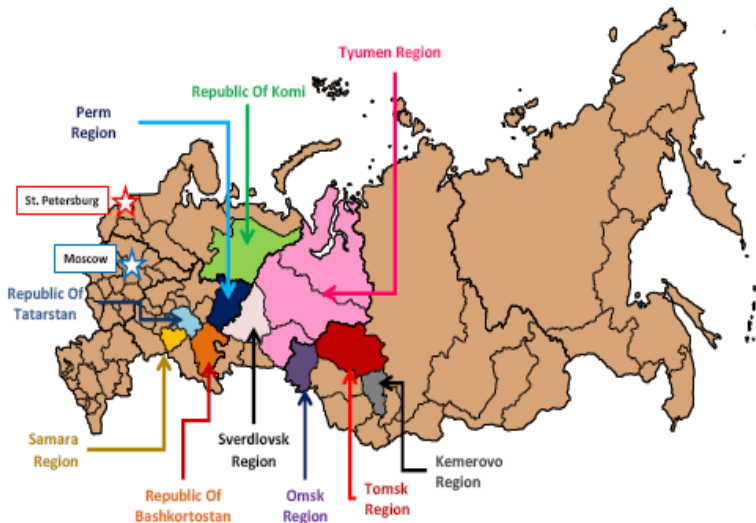 Tyumen Region
Republic Of Komi
Perm
Region
St. Petersburg
Moscow
Republic Of
Tatarstan
Samara
Region
Sverdlovsk
Region
Kemerovo
Region
Republic Of
Bashkortostan
Omsk
Region
Tomsk
Region